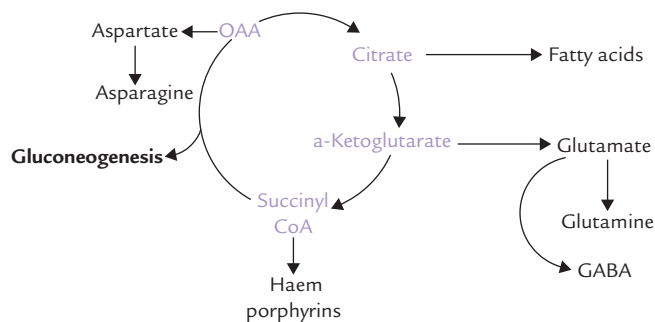 Aspartate
OAA
Citrate
Fatty acids
Asparagine
Gluconeogenesis
a-Ketoglutarate
Glutamate
Succinyl
CoA
Glutamine
GABA
Haem
porphyrins